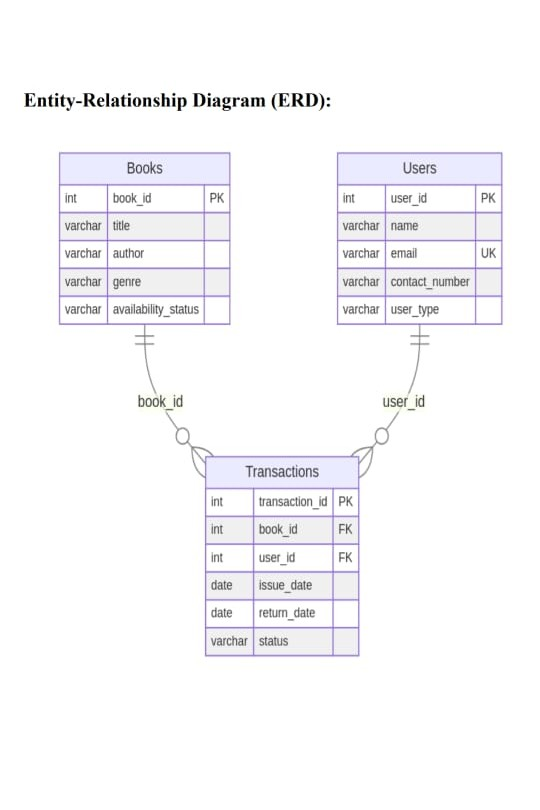 Entity-Relationship Diagram (ERD):
Books
int book_id PK
varchar title
varchar author
varchar genre
varchar availability_status
Users
int user_id PK
varchar name
varchar email UK
varchar contact_number
varchar user_type
book_id
user_id
Transactions
int transaction_id PK
int book_id FK
int user_id FK
date issue_date
date return_date
varchar status